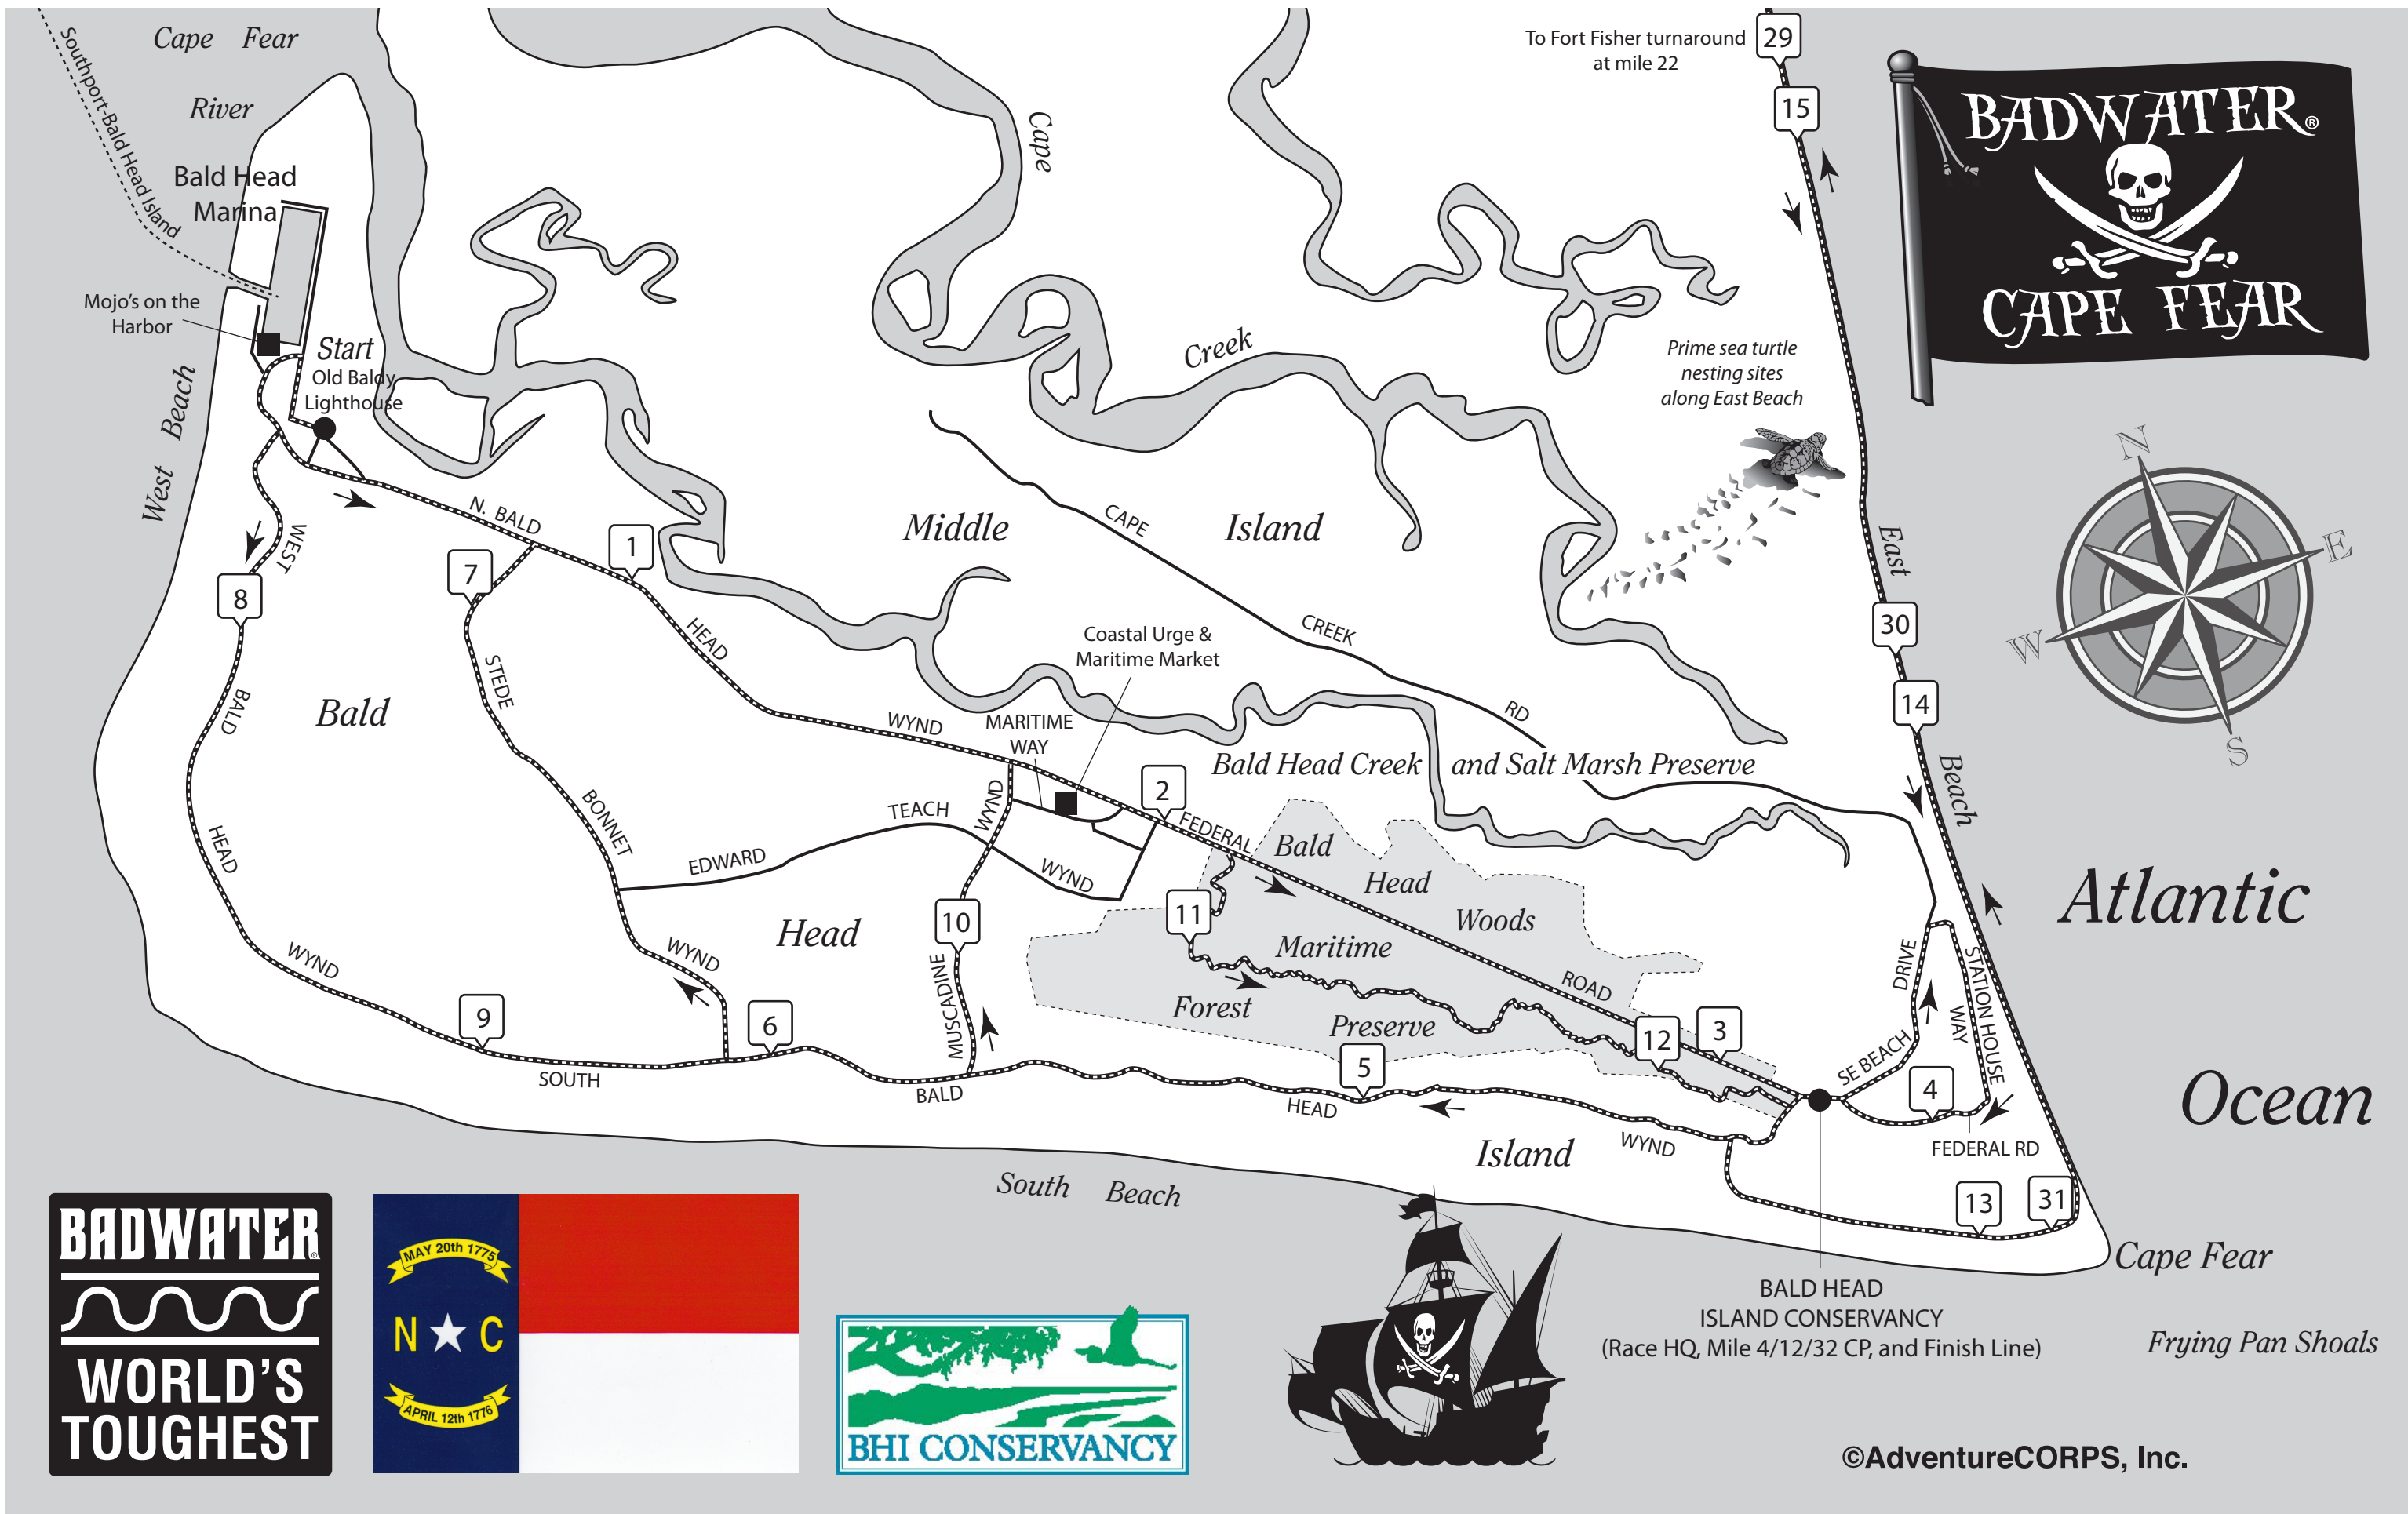 Cape Fear
River
Southport-Bald Head Island
Bald Head
Marina
Mojo's on the
Harbor
Start
Old Baldy
Lighthouse
West Beach
To Fort Fisher turnaround
at mile 22
29
15
BADWATER®
CAPE FEAR
Cape
Creek
Prime sea turtle
nesting sites
along East Beach
N
E
W
S
Middle Island
CAPE CREEK RD
East Beach
30
14
N. BALD HEAD WYND
1
7
8
WEST BALD HEAD WYND
STEDE BONNET WYND
Bald Head Island
Coastal Urge &
Maritime Market
MARITIME
WAY
2
Bald Head Creek and Salt Marsh Preserve
EDWARD TEACH WYND
MUSCADINE WYND
FEDERAL ROAD
Bald
Head
Woods
Maritime
Forest
Preserve
10
11
12
3
9
6
5
4
SOUTH BALD HEAD WYND
SE BEACH DRIVE
STATION HOUSE
WAY
FEDERAL RD
13
31
Atlantic
Ocean
South Beach
Cape Fear
Frying Pan Shoals
BALD HEAD
ISLAND CONSERVANCY
(Race HQ, Mile 4/12/32 CP, and Finish Line)
BADWATER®
WORLD'S
TOUGHEST
MAY 20th 1775
N C
APRIL 12th 1776
BHI CONSERVANCY
©AdventureCORPS, Inc.